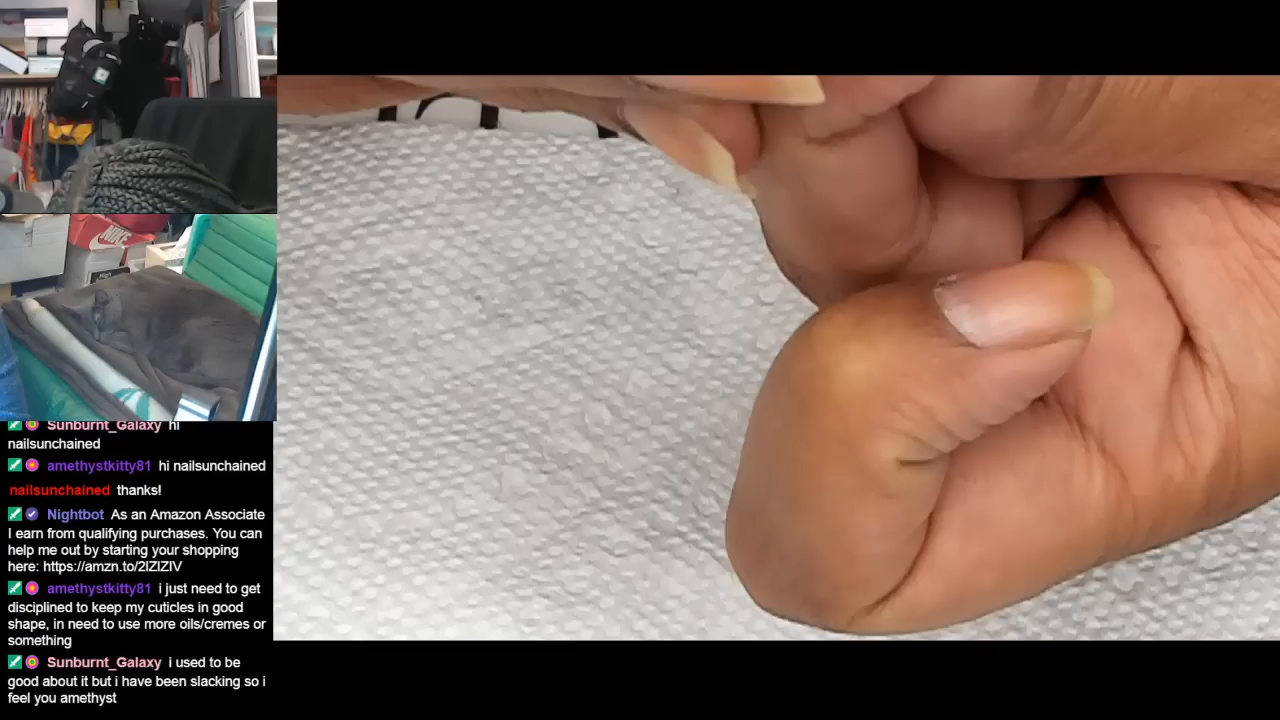 NIKE
High
Sunburnt_Galaxy hi
nailsunchained
amethystkitty81 hi nailsunchained
nailsunchained thanks!
Nightbot As an Amazon Associate
I earn from qualifying purchases. You can
help me out by starting your shopping
here: https://amzn.to/2IZIZIV
amethystkitty81 i just need to get
disciplined to keep my cuticles in good
shape, in need to use more oils/cremes or
something
Sunburnt_Galaxy i used to be
good about it but i have been slacking so i
feel you amethyst